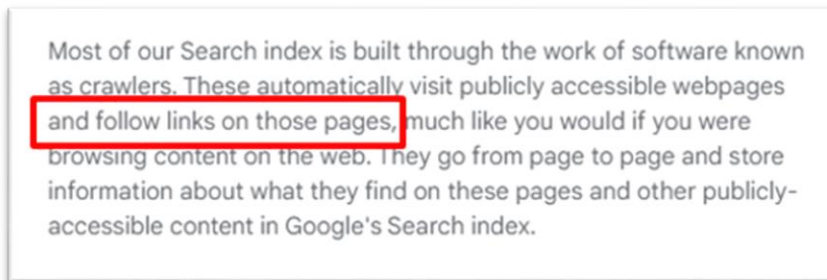 Most of our Search index is built through the work of software known
as crawlers. These automatically visit publicly accessible webpages
and follow links on those pages, much like you would if you were
browsing content on the web. They go from page to page and store
information about what they find on these pages and other publicly-
accessible content in Google's Search index.